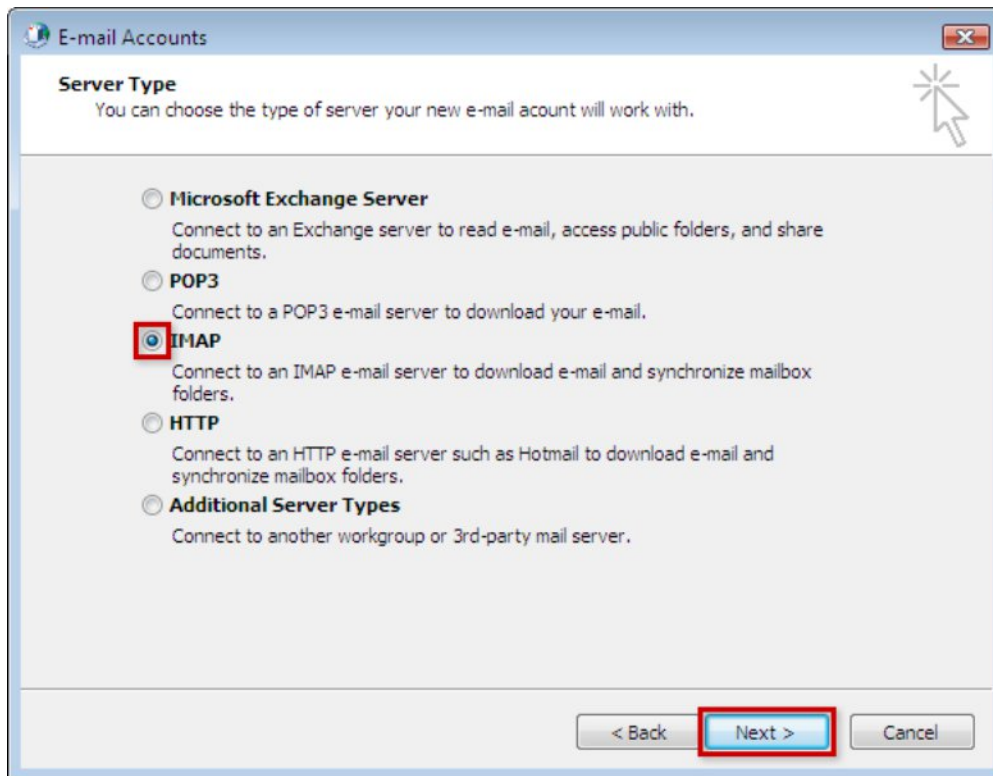 E-mail Accounts
Server Type
You can choose the type of server your new e-mail acount will work with.
Microsoft Exchange Server
Connect to an Exchange server to read e-mail, access public folders, and share
documents.
POP3
Connect to a POP3 e-mail server to download your e-mail.
IMAP
Connect to an IMAP e-mail server to download e-mail and synchronize mailbox
folders.
HTTP
Connect to an HTTP e-mail server such as Hotmail to download e-mail and
synchronize mailbox folders.
Additional Server Types
Connect to another workgroup or 3rd-party mail server.
< Back Next > Cancel